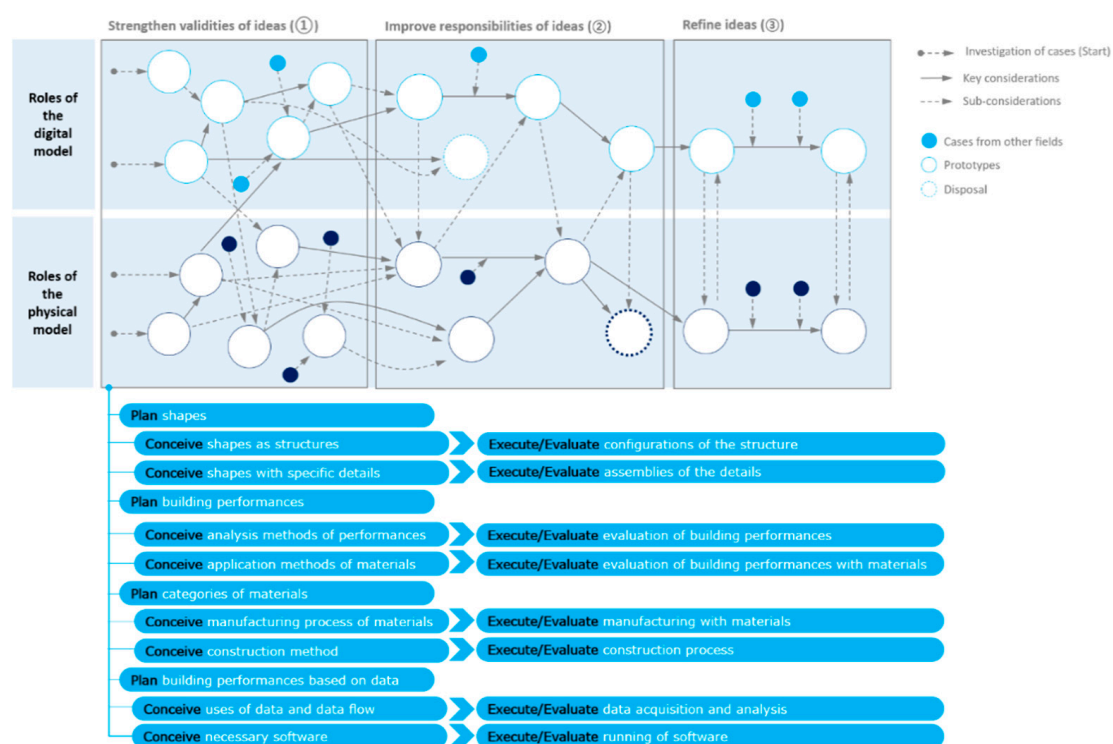 Strengthen validities of ideas (①)
Improve responsibilities of ideas (②)
Refine ideas (③)
Roles of
the
digital
model
Roles of
the
physical
model
Investigation of cases (Start)
Key considerations
Sub-considerations
Cases from other fields
Prototypes
Disposal
Plan shapes
Conceive shapes as structures
Execute/Evaluate configurations of the structure
Conceive shapes with specific details
Execute/Evaluate assemblies of the details
Plan building performances
Conceive analysis methods of performances
Execute/Evaluate evaluation of building performances
Conceive application methods of materials
Execute/Evaluate evaluation of building performances with materials
Plan categories of materials
Conceive manufacturing process of materials
Execute/Evaluate manufacturing with materials
Conceive construction method
Execute/Evaluate construction process
Plan building performances based on data
Conceive uses of data and data flow
Execute/Evaluate data acquisition and analysis
Conceive necessary software
Execute/Evaluate running of software